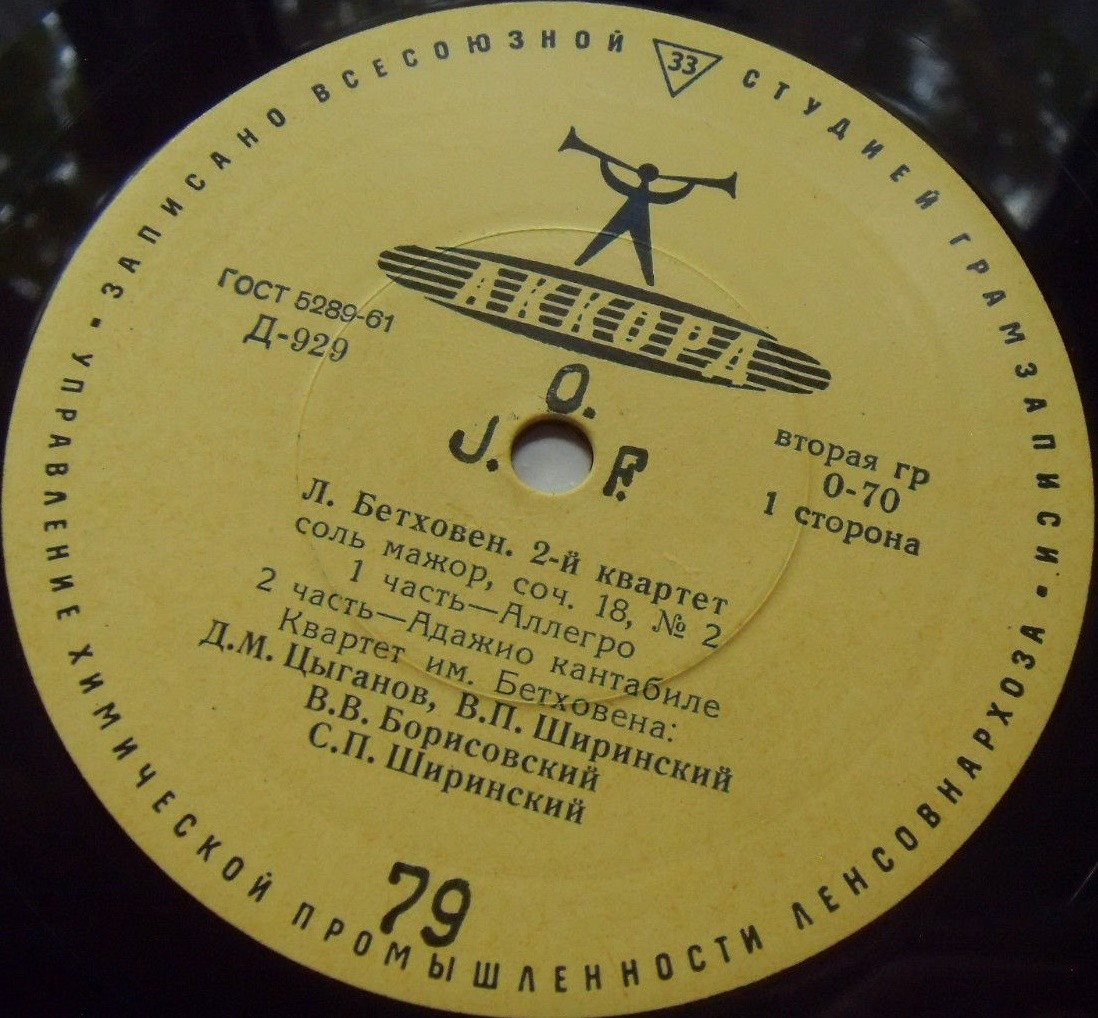 ЗАПИСАНО ВСЕСОЮЗНОЙ 33 СТУДИЕЙ ГРАМЗАПИСИ
АККОРД
ГОСТ 5289-61
Д-929
вторая гр
0-70
1 сторона
O.
J. F.
Л. Бетховен. 2-й квартет
соль мажор, соч. 18, № 2
1 часть—Аллегро
2 часть—Адажио кантабиле
Квартет им. Бетховена:
Д.М. Цыганов, В.П. Ширинский
В.В. Борисовский
С.П. Ширинский
79
УПРАВЛЕНИЕ ХИМИЧЕСКОЙ ПРОМЫШЛЕННОСТИ ЛЕНСОВНАРХОЗА